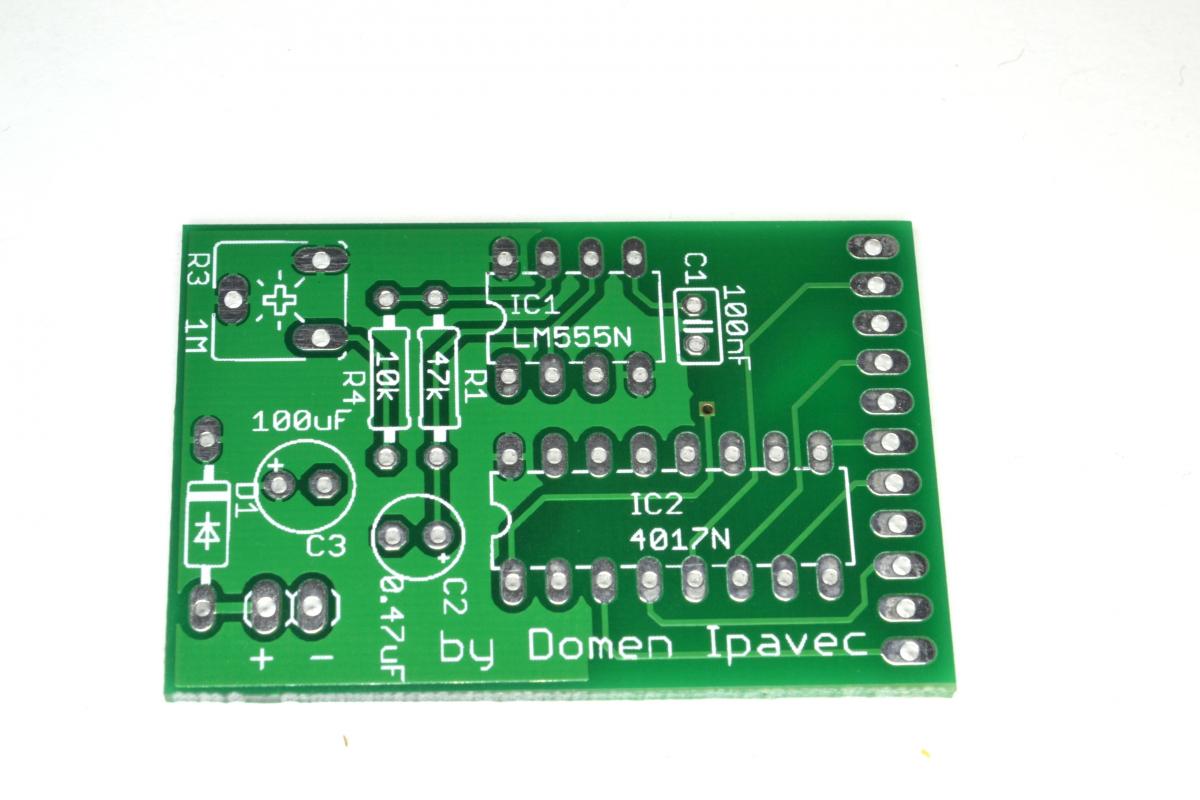 R3
1M
IC1
LM555N
C1
100nF
10k
R4
47k
R1
100uF
+
C3
D1
IC2
4017N
+
C2
0.47uF
+ -
by Domen Ipavec